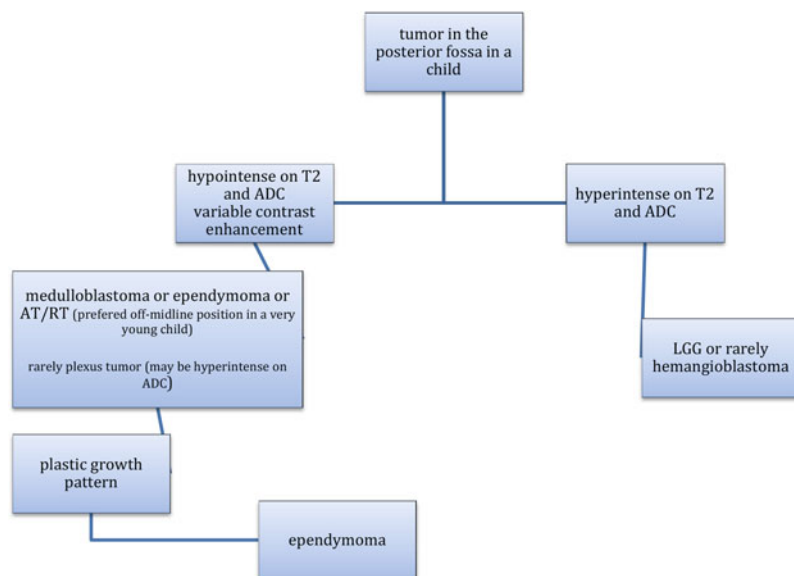 tumor in the
posterior fossa in a
child
hypointense on T2
and ADC
variable contrast
enhancement
hyperintense on T2
and ADC
medulloblastoma or ependymoma or
AT/RT (prefered off-midline position in a very
young child)
rarely plexus tumor (may be hyperintense on
ADC)
LGG or rarely
hemangioblastoma
plastic growth
pattern
ependymoma